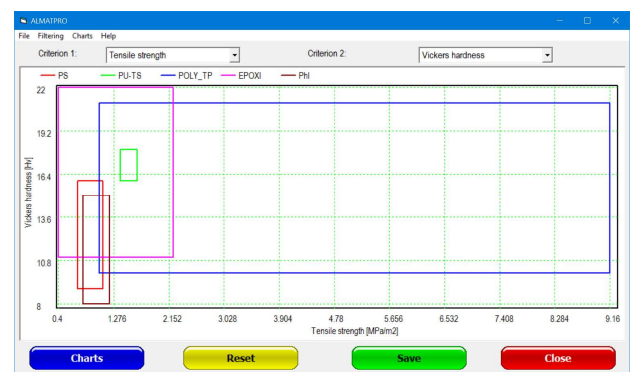 ALMATPRO
File Filtering Charts Help
Criterion 1: Tensile strength Criterion 2: Vickers hardness
PS PU-TS POLY_TP EPOXI Phl
22
19.2
16.4
13.6
10.8
8
Vickers hardness [Hv]
0.4 1.276 2.152 3.028 3.904 4.78 5.656 6.532 7.408 8.284 9.16
Tensile strength [MPa/m2]
Charts Reset Save Close